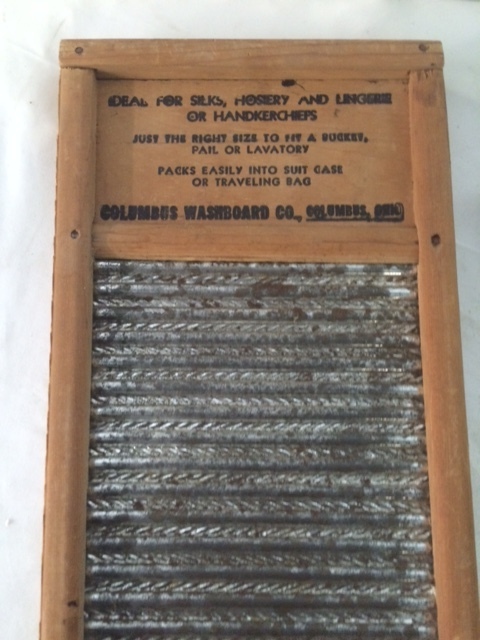 IDEAL FOR SILKS, HOSIERY AND LINGERIE
OR HANDKERCHIEFS
JUST THE RIGHT SIZE TO FIT A BUCKET,
PAIL OR LAVATORY
PACKS EASILY INTO SUIT CASE
OR TRAVELING BAG
COLUMBUS WASHBOARD CO., COLUMBUS, OHIO